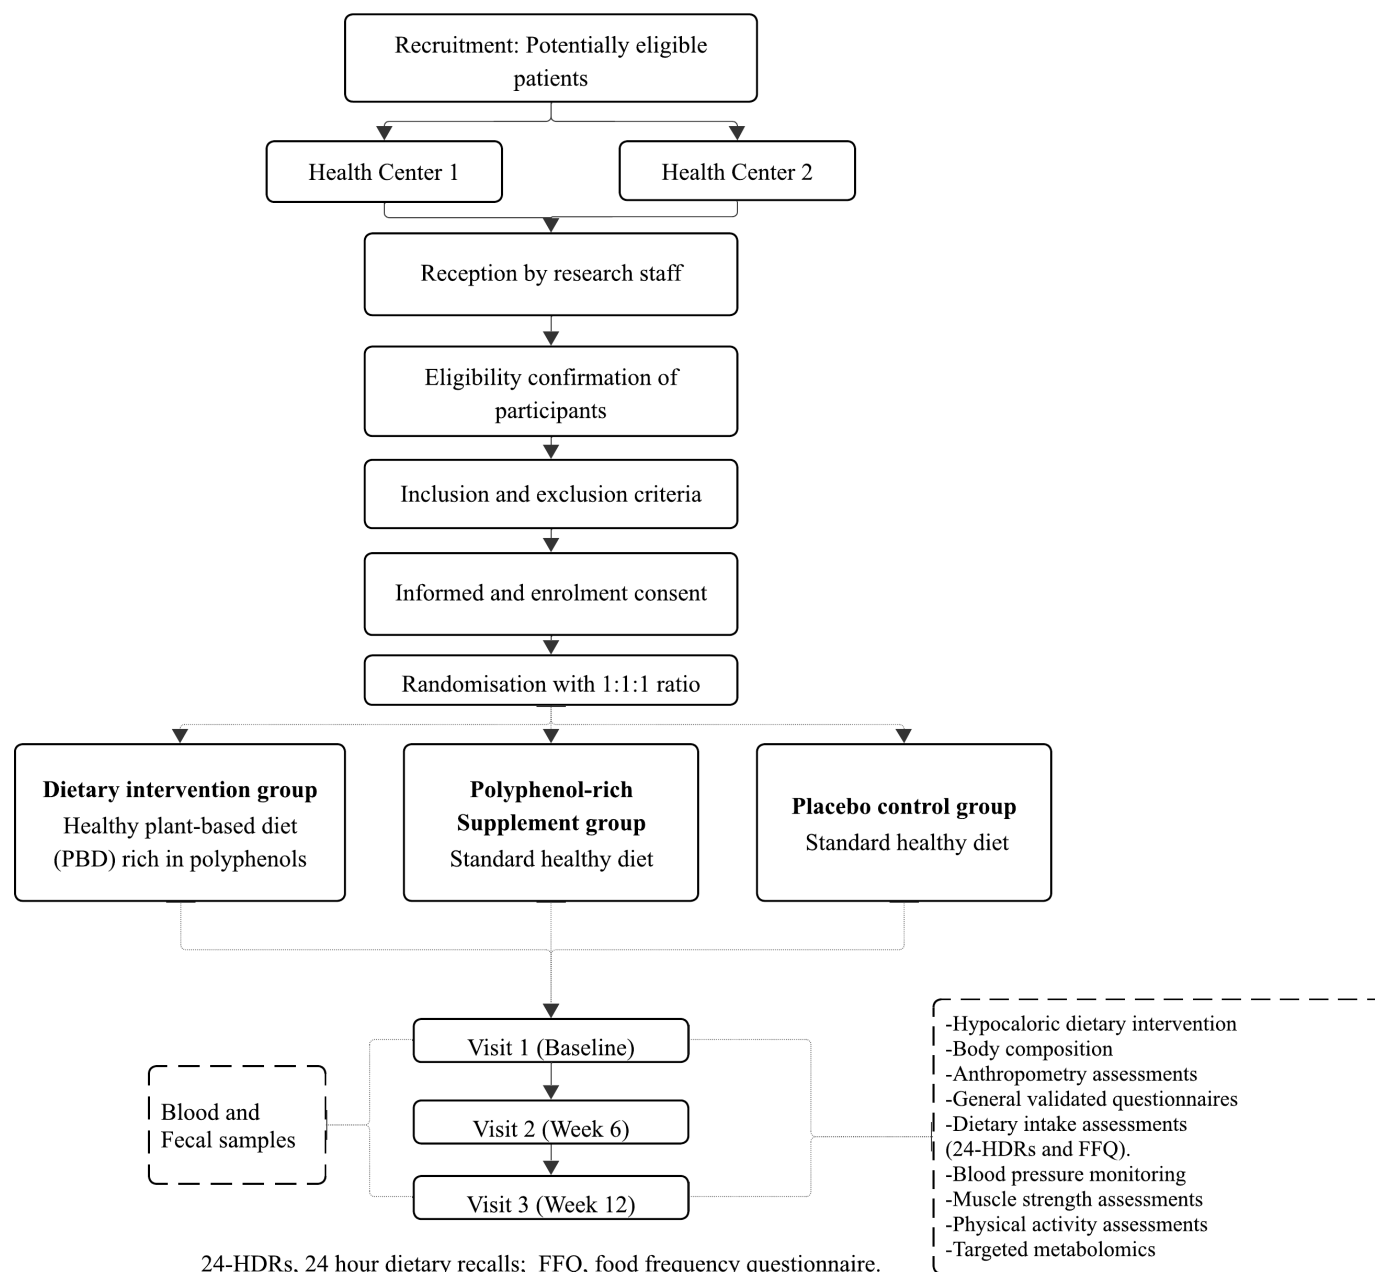 Recruitment: Potentially eligible
patients
Health Center 1
Health Center 2
Reception by research staff
Eligibility confirmation of
participants
Inclusion and exclusion criteria
Informed and enrolment consent
Randomisation with 1:1:1 ratio
Dietary intervention group
Healthy plant-based diet
(PBD) rich in polyphenols
Polyphenol-rich
Supplement group
Standard healthy diet
Placebo control group
Standard healthy diet
Visit 1 (Baseline)
Visit 2 (Week 6)
Visit 3 (Week 12)
Blood and
Fecal samples
-Hypocaloric dietary intervention
-Body composition
-Anthropometry assessments
-General validated questionnaires
-Dietary intake assessments
(24-HDRs and FFQ).
-Blood pressure monitoring
-Muscle strength assessments
-Physical activity assessments
-Targeted metabolomics
24-HDRs, 24 hour dietary recalls; FFQ, food frequency questionnaire.